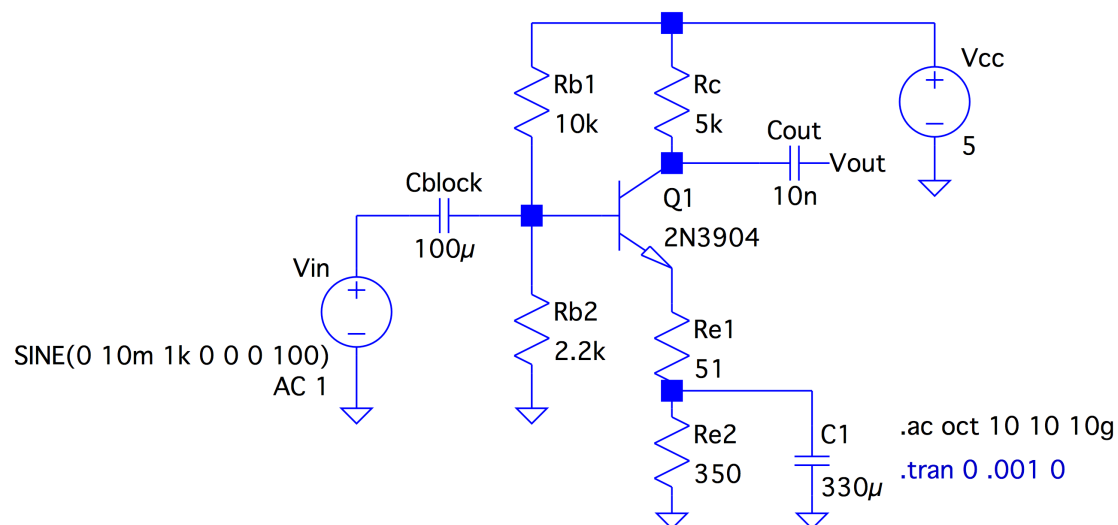 Rb1
10k
Rc
5k
Vcc
5
Cout
10n
Vout
Cblock
100µ
Q1
2N3904
Vin
SINE(0 10m 1k 0 0 0 100)
AC 1
Rb2
2.2k
Re1
51
Re2
350
C1
330µ
.ac oct 10 10 10g
.tran 0 .001 0